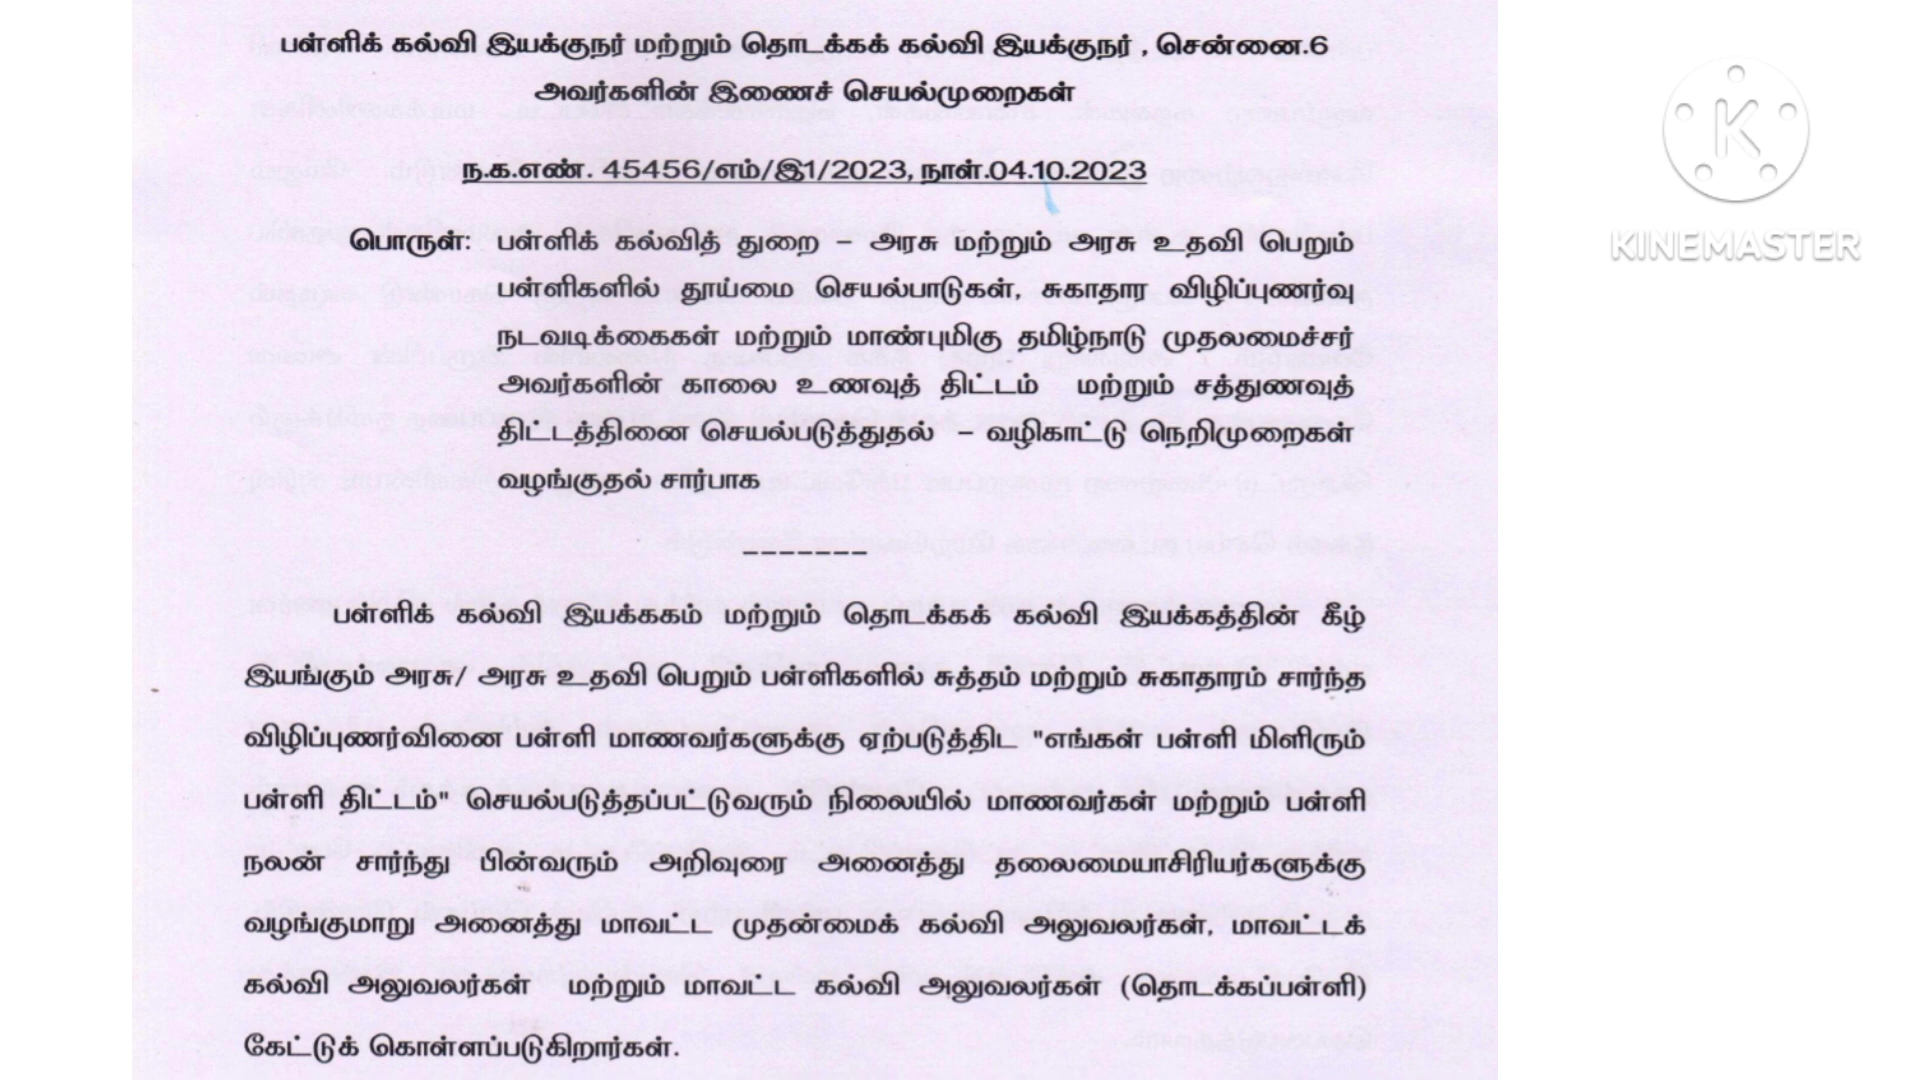 பள்ளிக் கல்வி இயக்குநர் மற்றும் தொடக்கக் கல்வி இயக்குநர் , சென்னை.6
அவர்களின் இணைச் செயல்முறைகள்
ந.க.எண். 45456/எம்/இ1/2023, நாள்.04.10.2023
பொருள்: பள்ளிக் கல்வித் துறை – அரசு மற்றும் அரசு உதவி பெறும்
பள்ளிகளில் தூய்மை செயல்பாடுகள், சுகாதார விழிப்புணர்வு
நடவடிக்கைகள் மற்றும் மாண்புமிகு தமிழ்நாடு முதலமைச்சர்
அவர்களின் காலை உணவுத் திட்டம் மற்றும் சத்துணவுத்
திட்டத்தினை செயல்படுத்துதல் – வழிகாட்டு நெறிமுறைகள்
வழங்குதல் சார்பாக
-------
பள்ளிக் கல்வி இயக்ககம் மற்றும் தொடக்கக் கல்வி இயக்கத்தின் கீழ்
இயங்கும் அரசு/ அரசு உதவி பெறும் பள்ளிகளில் சுத்தம் மற்றும் சுகாதாரம் சார்ந்த
விழிப்புணர்வினை பள்ளி மாணவர்களுக்கு ஏற்படுத்திட "எங்கள் பள்ளி மிளிரும்
பள்ளி திட்டம்" செயல்படுத்தப்பட்டுவரும் நிலையில் மாணவர்கள் மற்றும் பள்ளி
நலன் சார்ந்து பின்வரும் அறிவுரை அனைத்து தலைமையாசிரியர்களுக்கு
வழங்குமாறு அனைத்து மாவட்ட முதன்மைக் கல்வி அலுவலர்கள், மாவட்டக்
கல்வி அலுவலர்கள் மற்றும் மாவட்ட கல்வி அலுவலர்கள் (தொடக்கப்பள்ளி)
கேட்டுக் கொள்ளப்படுகிறார்கள்.
K
KINEMASTER